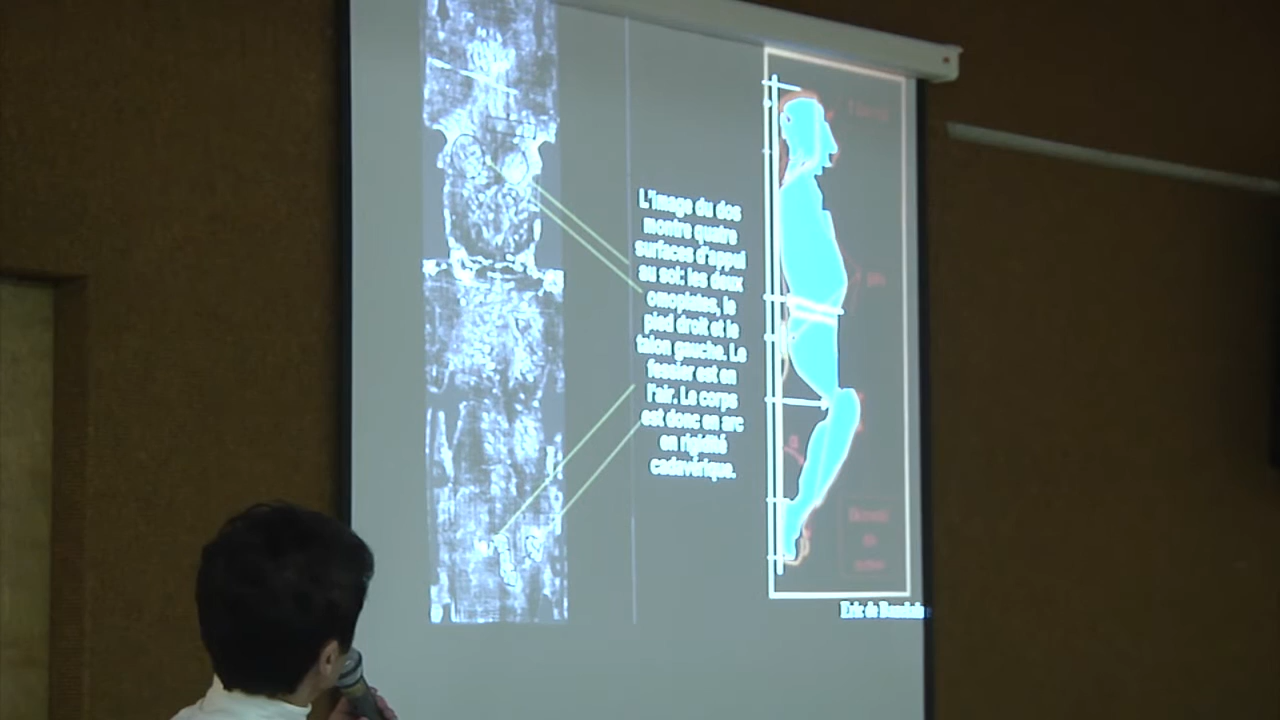 L'image du dos
montre quatre
surfaces d'appui
au sol: les deux
omoplates, le
pied droit et le
talon gauche. Le
fessier est en
l'air. Le corps
est donc en arc
en rigidité
cadavérique.
Eric de